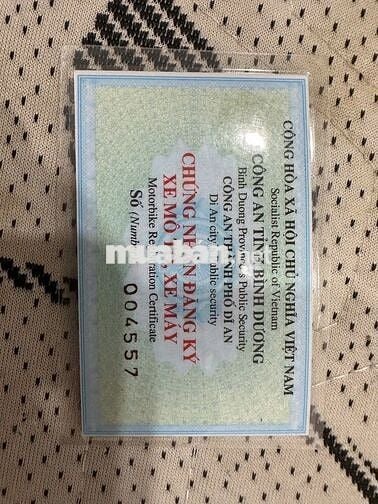 CỘNG HÒA XÃ HỘI CHỦ NGHĨA VIỆT NAM
Socialist Republic of Vietnam
CÔNG AN TỈNH BÌNH DƯƠNG
Binh Duong Province's Public Security
CÔNG AN THÀNH PHỐ DĨ AN
Di An city Public security
CHỨNG NHẬN ĐĂNG KÝ
XE MÔ TÔ, XE MÁY
Motorbike Registration Certificate
Số (Number): 004557
muaban.net